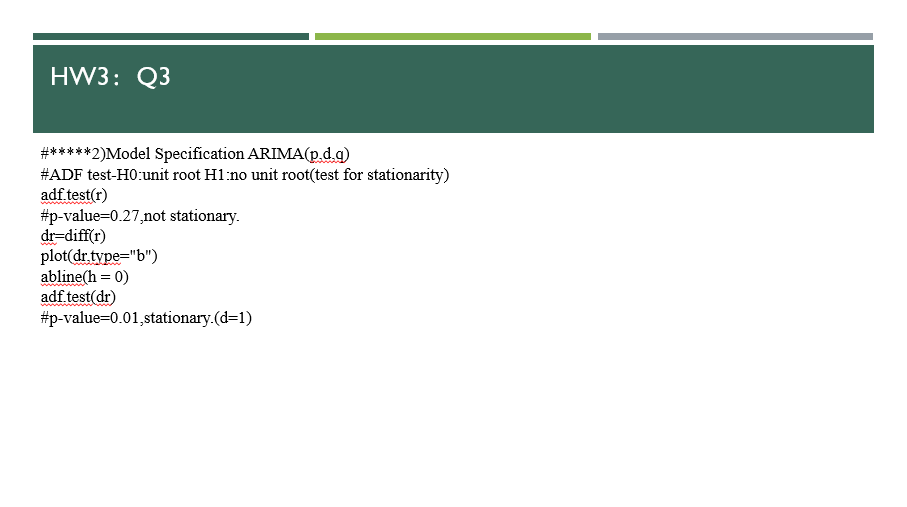 HW3：Q3
#*****2)Model Specification ARIMA(p,d,q)
#ADF test-H0:unit root H1:no unit root(test for stationarity)
adf.test(r)
#p-value=0.27,not stationary.
dr=diff(r)
plot(dr,type="b")
abline(h = 0)
adf.test(dr)
#p-value=0.01,stationary.(d=1)